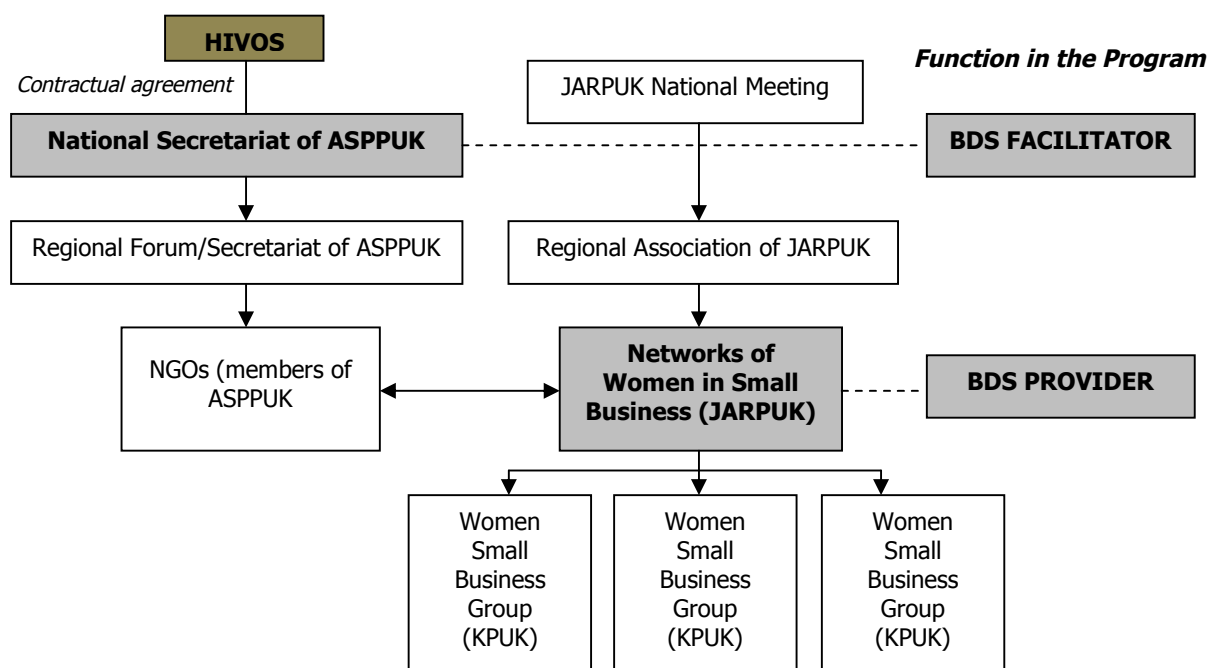 HIVOS
Function in the Program
Contractual agreement
JARPUK National Meeting
National Secretariat of ASPPUK
BDS FACILITATOR
Regional Forum/Secretariat of ASPPUK
Regional Association of JARPUK
NGOs (members of
ASPPUK
Networks of
Women in Small
Business (JARPUK)
BDS PROVIDER
Women
Small
Business
Group
(KPUK)
Women
Small
Business
Group
(KPUK)
Women
Small
Business
Group
(KPUK)